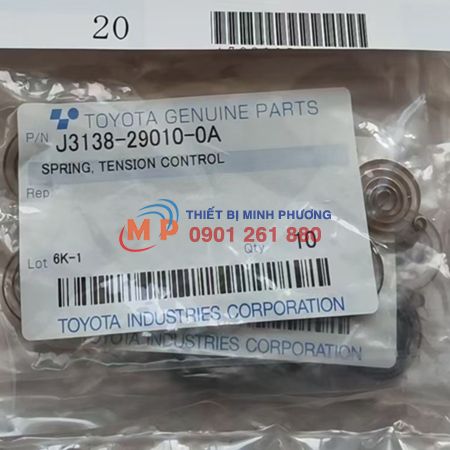 20
TOYOTA GENUINE PARTS
P/N J3138-29010-0A
SPRING, TENSION CONTROL
Rep
MP THIẾT BỊ MINH PHƯƠNG
0901 261 880
Lot 6K-1 Qty 10
TOYOTA INDUSTRIES CORPORATION
TOYOTA INDUSTRIES CORPORATION